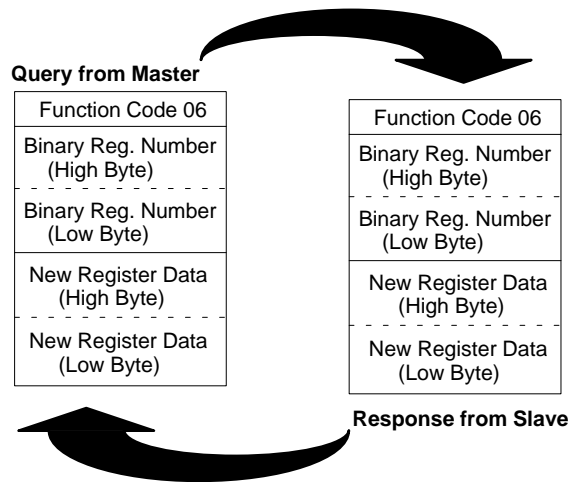 Query from Master
Function Code 06
Binary Reg. Number
(High Byte)
Binary Reg. Number
(Low Byte)
New Register Data
(High Byte)
New Register Data
(Low Byte)
Function Code 06
Binary Reg. Number
(High Byte)
Binary Reg. Number
(Low Byte)
New Register Data
(High Byte)
New Register Data
(Low Byte)
Response from Slave